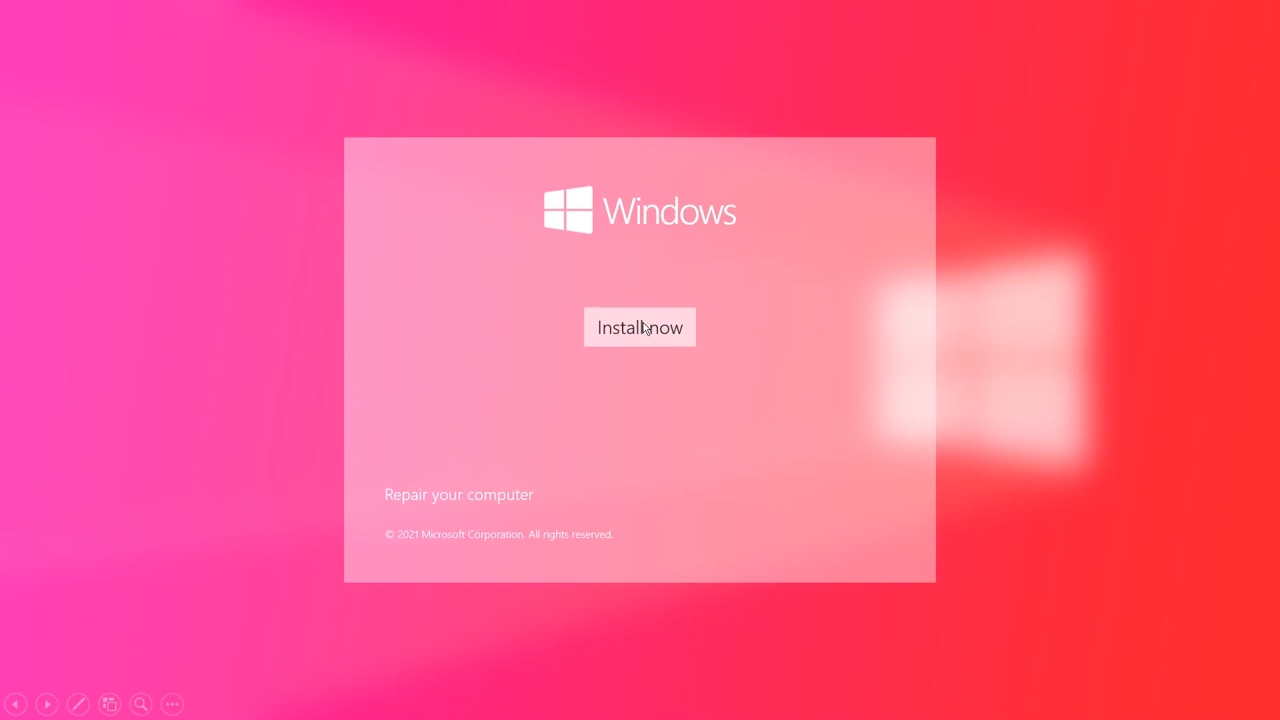 Windows
Install now
Repair your computer
© 2021 Microsoft Corporation. All rights reserved.